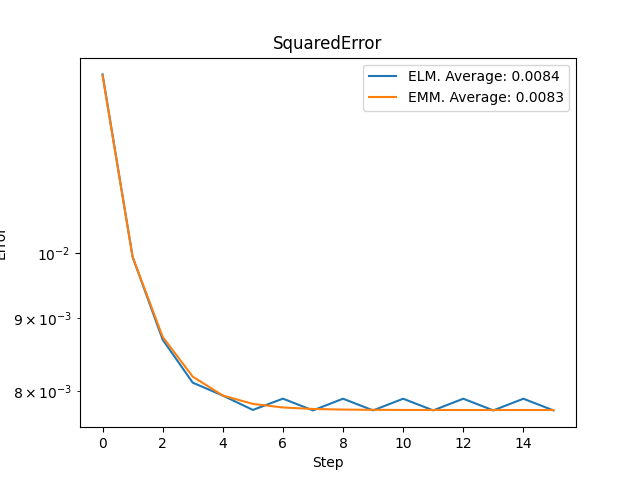 SquaredError
ELM. Average: 0.0084
EMM. Average: 0.0083
Error
10⁻²
9 × 10⁻³
8 × 10⁻³
0 2 4 6 8 10 12 14
Step